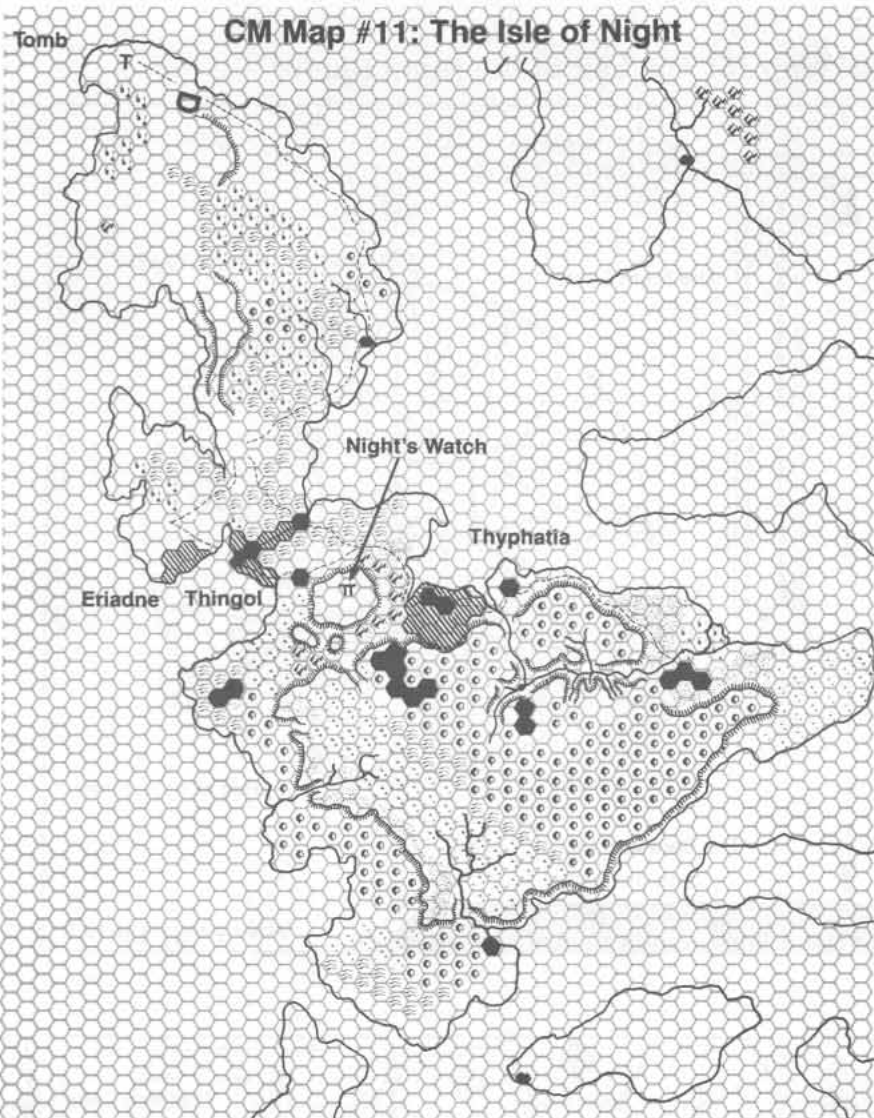 CM Map #11: The Isle of Night
Tomb
T
D
Night's Watch
Thyphatia
π
Eriadne Thingol